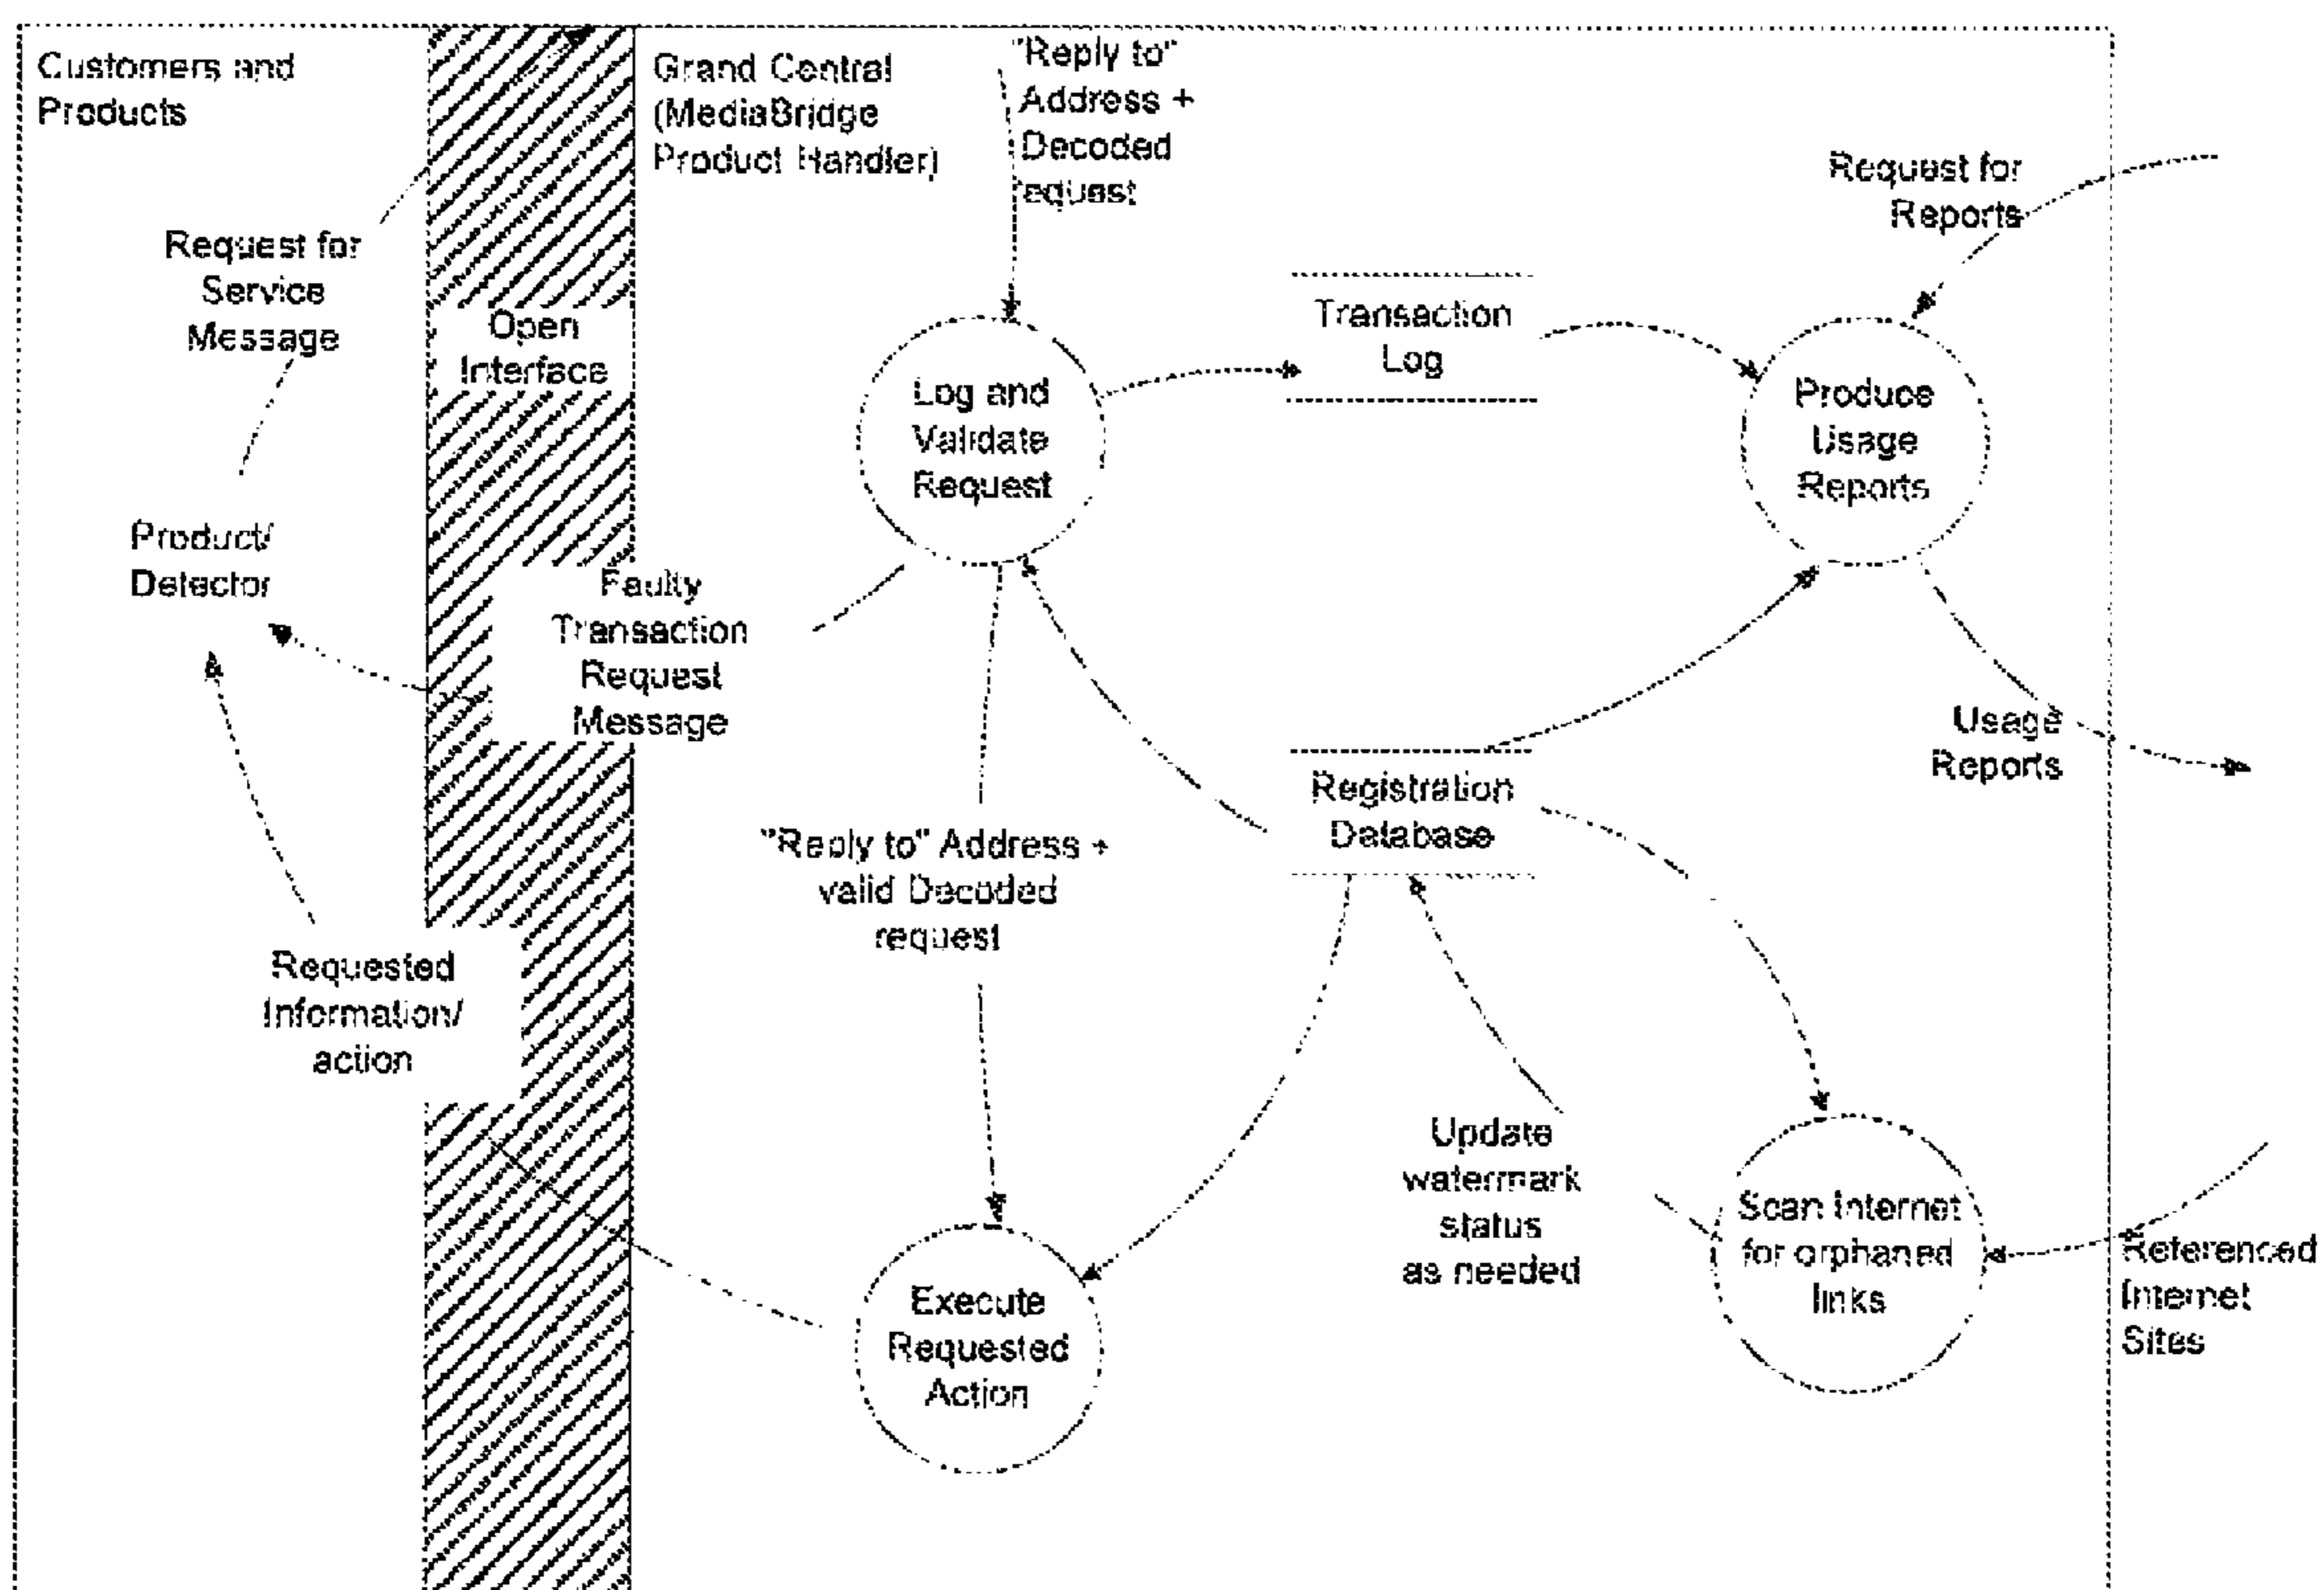 Customers and
Products
Grand Central
(MediaBridge
Product Handler)
"Reply to"
Address +
Decoded
request
Request for
Reports
Request for
Service
Message
Open
Interface
Transaction
Log
Log and
Validate
Request
Produce
Usage
Reports
Product/
Detector
Faulty
Transaction
Request
Message
Usage
Reports
Registration
Database
"Reply to" Address +
valid Decoded
request
Requested
Information/
action
Update
watermark
status
as needed
Scan Internet
for orphaned
links
Referenced
Internet
Sites
Execute
Requested
Action